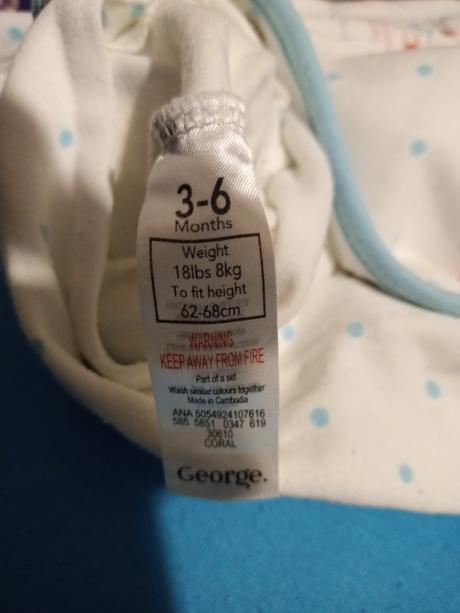 3-6
Months
Weight
18lbs 8kg
To fit height
62-68cm
WARNING
KEEP AWAY FROM FIRE
Part of a set
Wash similar colours together
Made in Cambodia
ANA 5054924107616
585 5651 0347 619
30610
CORAL
George.